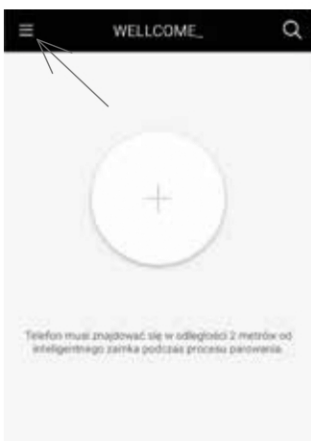 WELLCOME_
Telefon musi znajdować się w odległości 2 metrów od
inteligentnego zamka podczas procesu parowania.